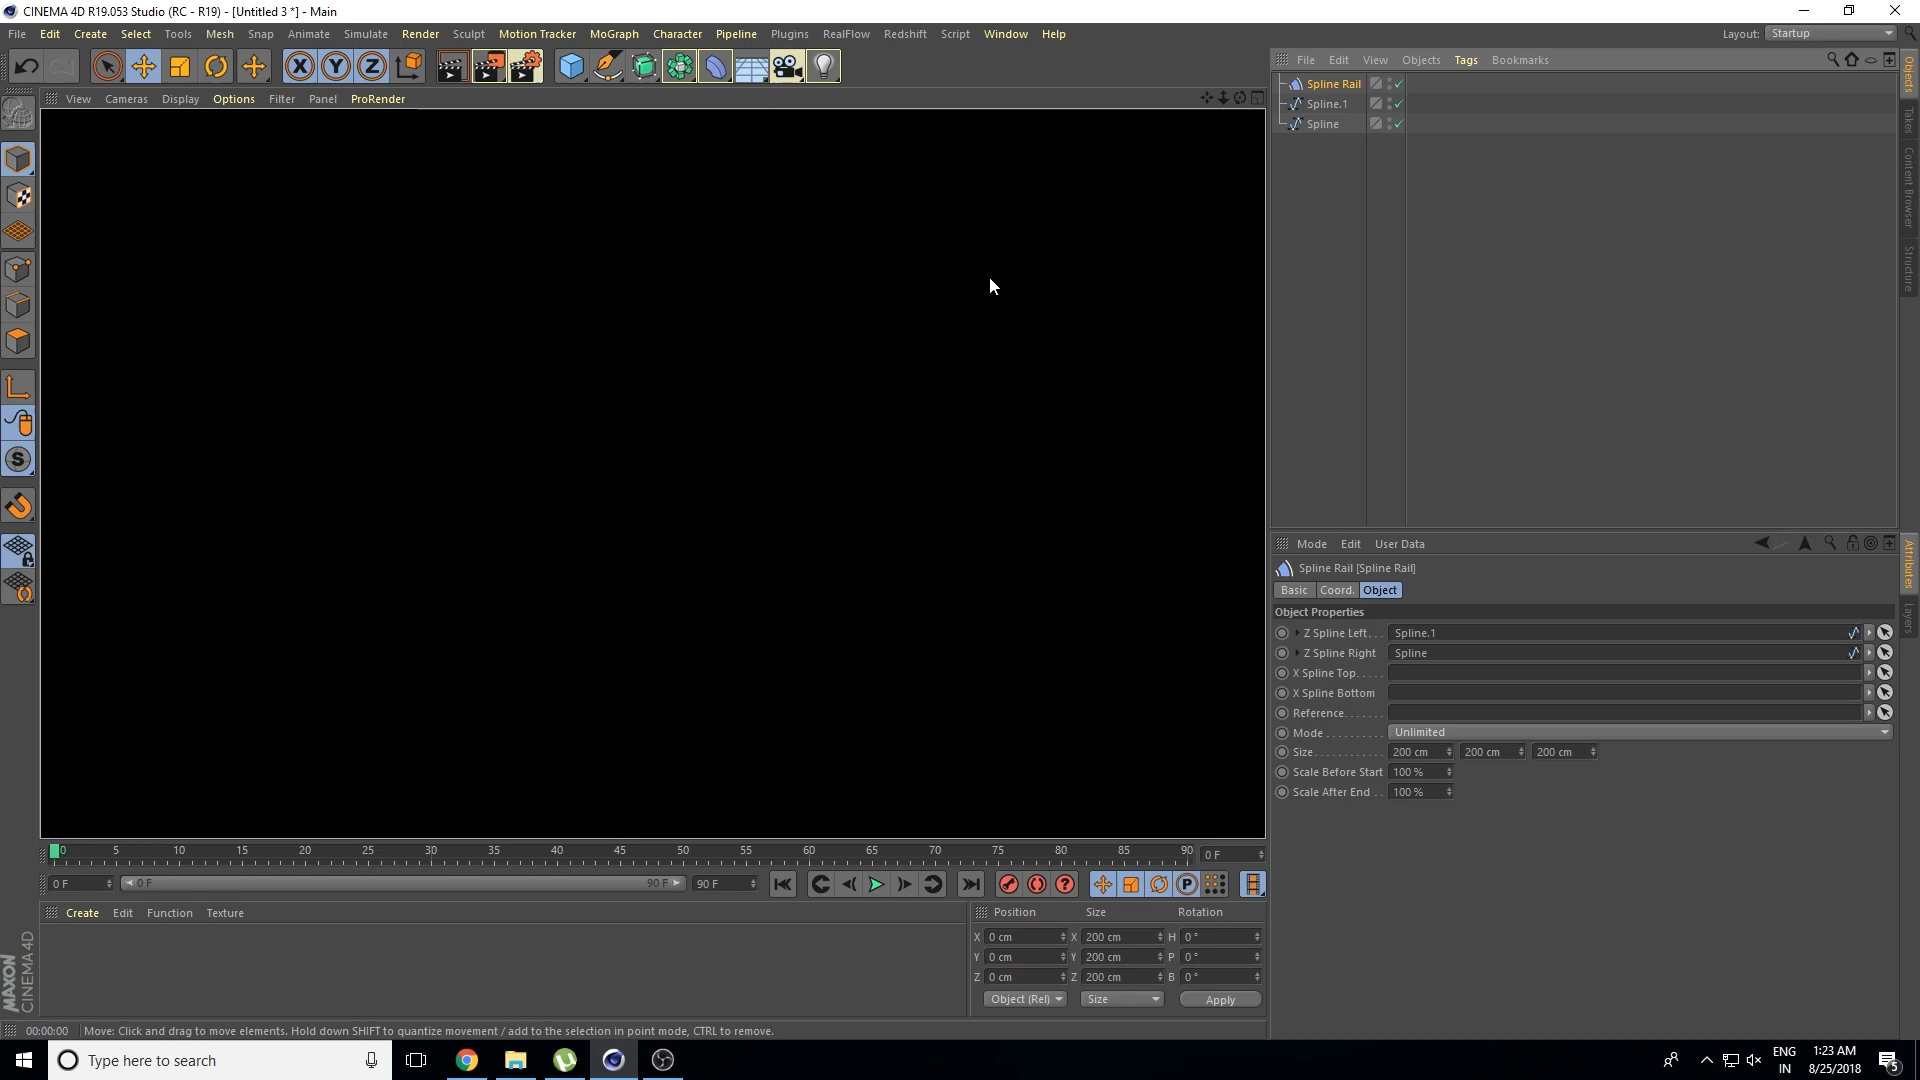 CINEMA 4D R19.053 Studio (RC - R19) - [Untitled 3 *] - Main
File Edit Create Select Tools Mesh Snap Animate Simulate Render Sculpt Motion Tracker MoGraph Character Pipeline Plugins RealFlow Redshift Script Window Help Layout: Startup
File Edit View Objects Tags Bookmarks
View Cameras Display Options Filter Panel ProRender
Spline Rail
Spline.1
Spline
Objects
Takes
Content Browser
Structure
Mode Edit User Data
Spline Rail [Spline Rail]
Basic Coord. Object
Object Properties
Z Spline Left. . . Spline.1
Z Spline Right Spline
X Spline Top. . . . .
X Spline Bottom
Reference. . . . . . .
Mode . . . . . . . . . . Unlimited
Size. . . . . . . . . . . . 200 cm 200 cm 200 cm
Scale Before Start 100 %
Scale After End . . 100 %
Attributes
Layers
0 5 10 15 20 25 30 35 40 45 50 55 60 65 70 75 80 85 90 0 F
0 F 0 F 90 F 90 F
Create Edit Function Texture
Position Size Rotation
X 0 cm X 200 cm H 0 °
Y 0 cm Y 200 cm P 0 °
Z 0 cm Z 200 cm B 0 °
Object (Rel) Size Apply
MAXON
CINEMA 4D
00:00:00 Move: Click and drag to move elements. Hold down SHIFT to quantize movement / add to the selection in point mode, CTRL to remove.
Type here to search
ENG
IN
1:23 AM
8/25/2018
5